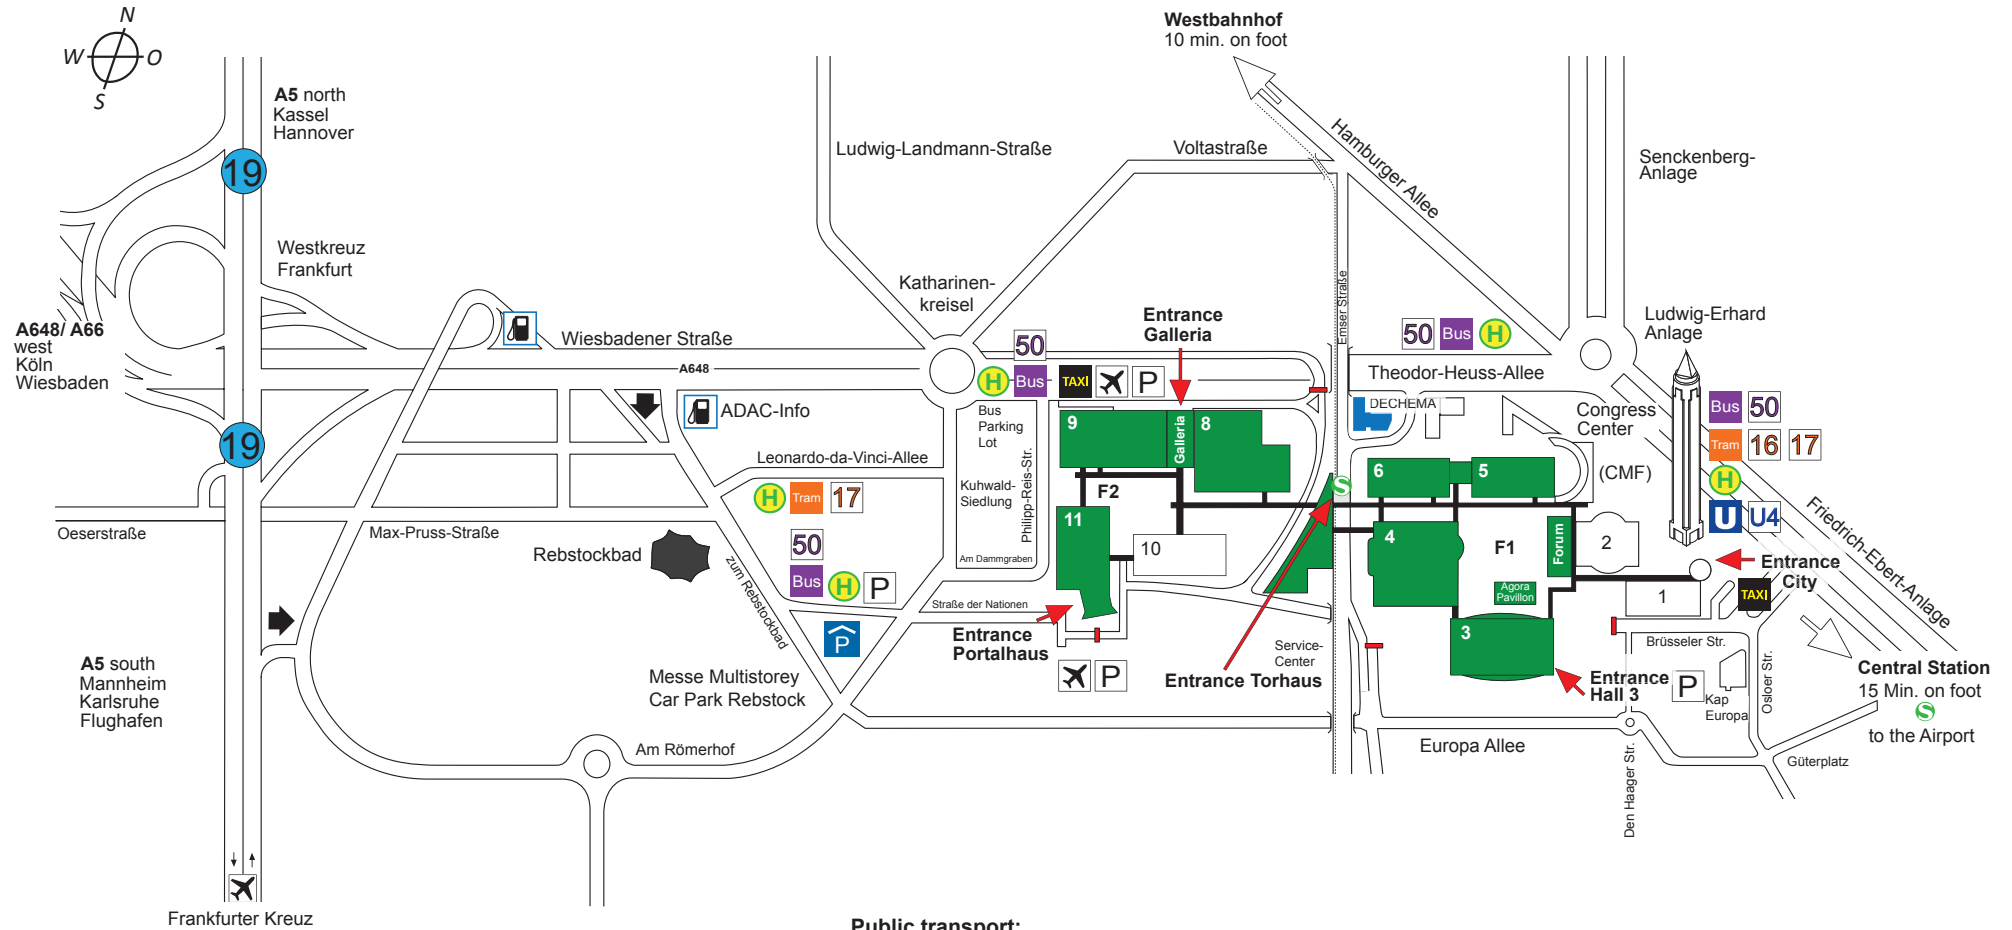 N
W
O
S
Westbahnhof
10 min. on foot
A5 north
Kassel
Hannover
19
Ludwig-Landmann-Straße
Voltastraße
Hamburger Allee
Senckenberg-
Anlage
Westkreuz
Frankfurt
Katharinen-
kreisel
Emser Straße
Entrance
Galleria
Ludwig-Erhard
Anlage
A648/ A66
west
Köln
Wiesbaden
Wiesbadener Straße
A648
50
H
Bus
TAXI
P
50
Bus
H
Theodor-Heuss-Allee
DECHEMA
ADAC-Info
Bus
Parking
Lot
9
Galleria
8
Congress
Center
(CMF)
Bus
50
Tram
16
17
H
U
U4
19
Leonardo-da-Vinci-Allee
Kuhwald-
Siedlung
Philipp-Reis-Str.
F2
6
5
S
H
Tram
17
Oeserstraße
Max-Pruss-Straße
Rebstockbad
50
Bus
H
P
zum Rebstockbad
Am Dammgraben
11
10
4
F1
Forum
2
Friedrich-Ebert-Anlage
Entrance
City
Agora
Pavillon
1
TAXI
Straße der Nationen
P
Entrance
Portalhaus
P
Service-
Center
Entrance Torhaus
3
Entrance
Hall 3
P
Brüsseler Str.
Kap
Europa
Osloer Str.
Central Station
15 Min. on foot
S
to the Airport
A5 south
Mannheim
Karlsruhe
Flughafen
Messe Multistorey
Car Park Rebstock
Am Römerhof
Europa Allee
Den Haager Str.
Güterplatz
Frankfurter Kreuz
Public transport: